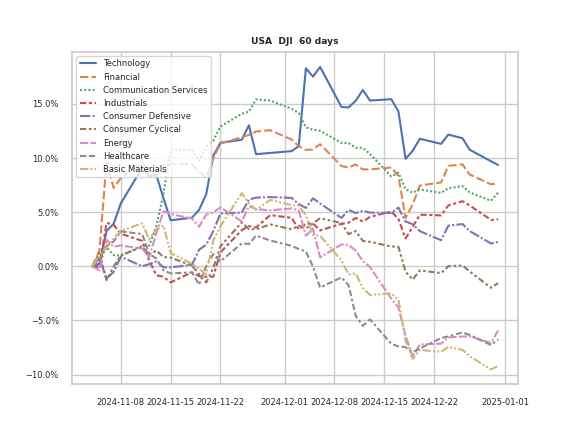 USA  DJI  60 days
Technology
Financial
Communication Services
Industrials
Consumer Defensive
Consumer Cyclical
Energy
Healthcare
Basic Materials
15.0%
10.0%
5.0%
0.0%
−5.0%
−10.0%
2024-11-08 2024-11-15 2024-11-22 2024-12-01 2024-12-08 2024-12-15 2024-12-22 2025-01-01